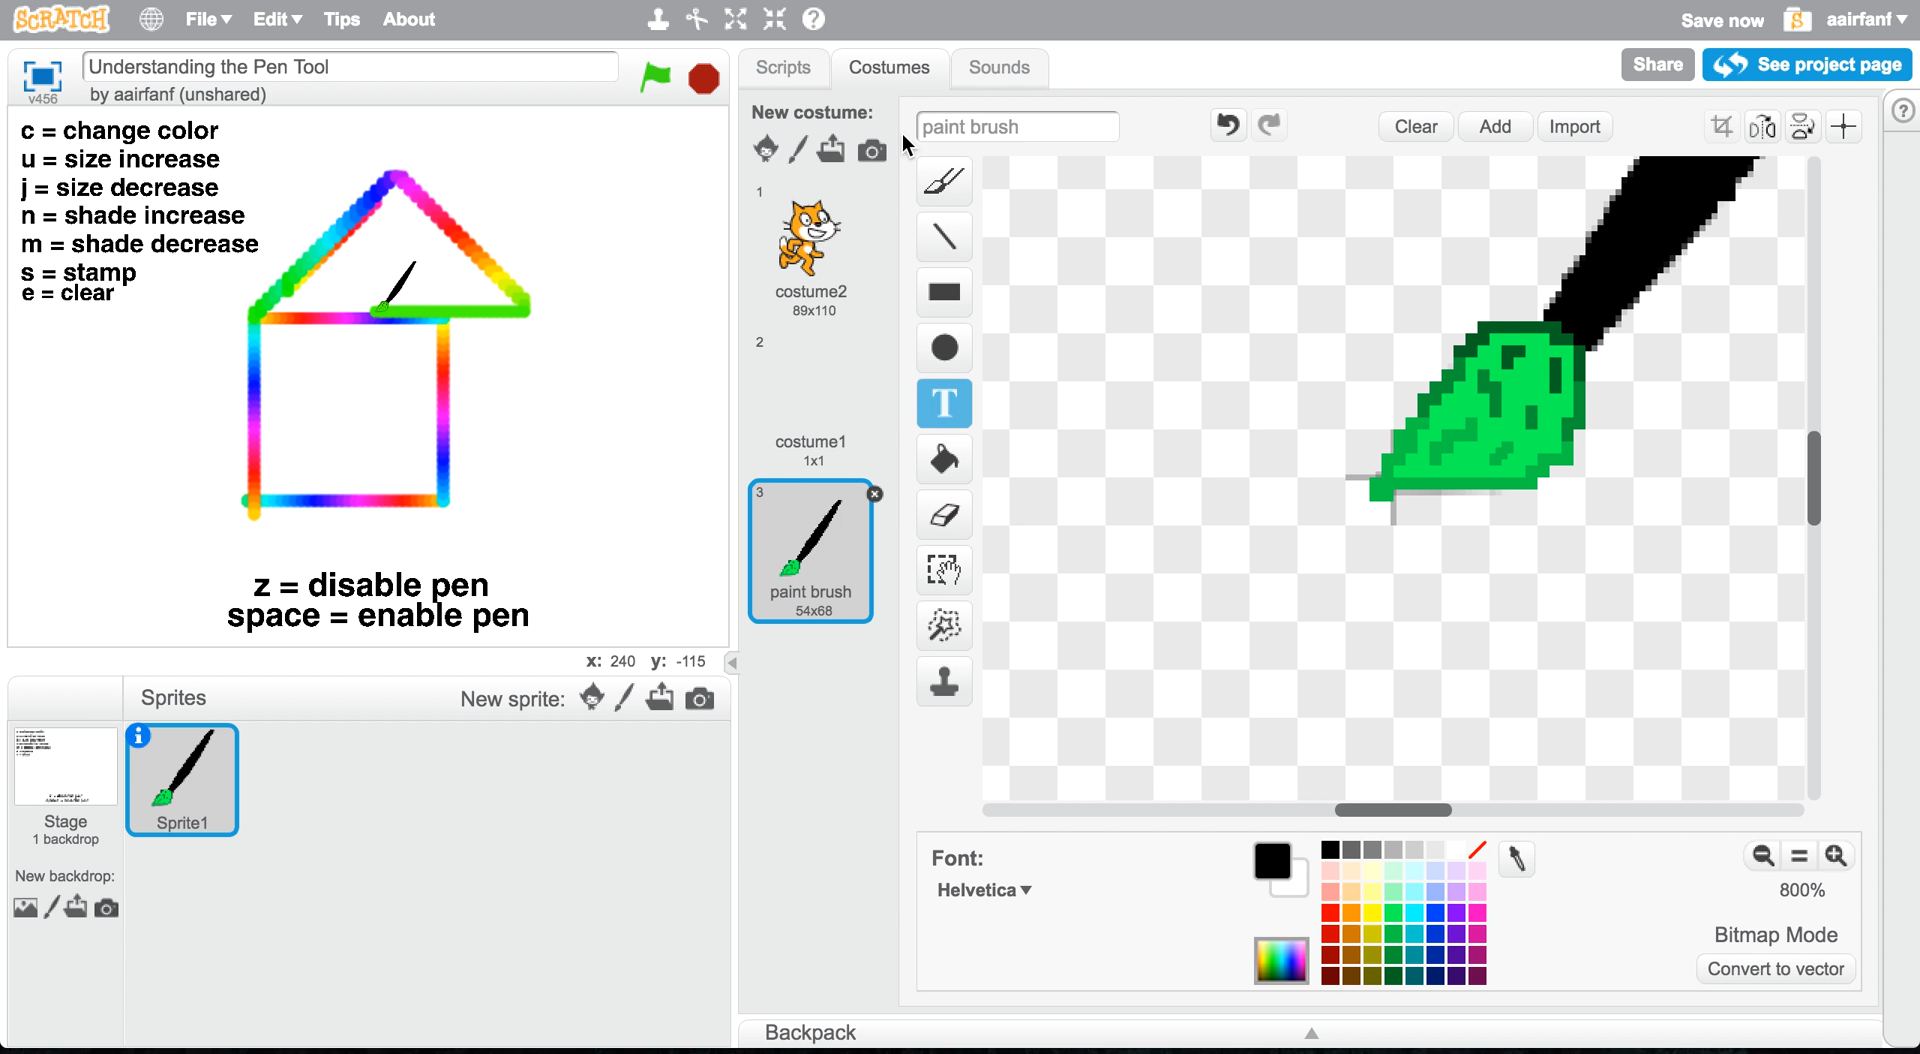 SCRATCH File▼ Edit▼ Tips About Save now aairfanf▼
v456 Understanding the Pen Tool
by aairfanf (unshared)
Scripts Costumes Sounds Share See project page
c = change color
u = size increase
j = size decrease
n = shade increase
m = shade decrease
s = stamp
e = clear
z = disable pen
space = enable pen
x: 240 y: -115
Sprites New sprite:
Stage
1 backdrop
New backdrop:
Sprite1
New costume:
1
costume2
89x110
2
costume1
1x1
3
paint brush
54x68
paint brush Clear Add Import
T
Font:
Helvetica▼
800%
Bitmap Mode
Convert to vector
Backpack